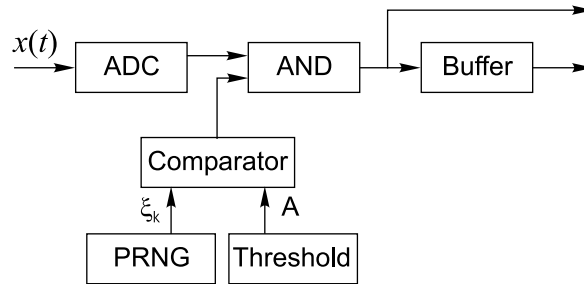 x(t)
ADC
AND
Buffer
Comparator
ξk
A
PRNG
Threshold